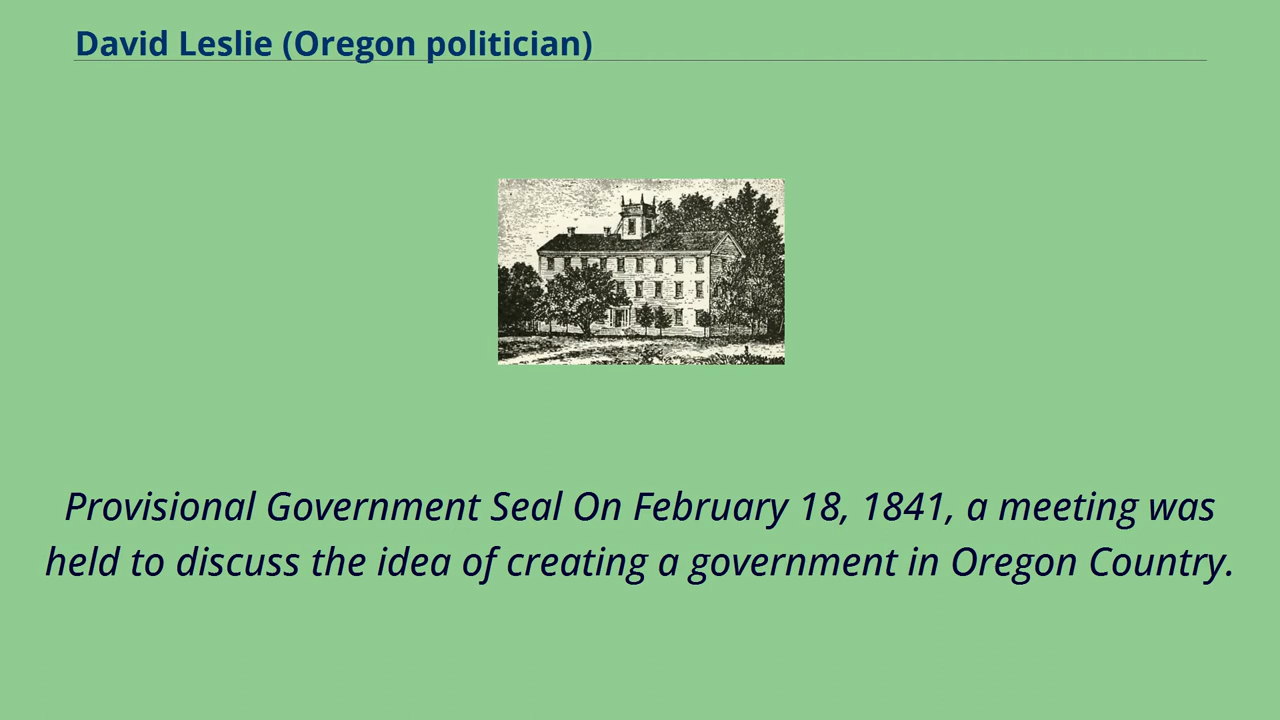 David Leslie (Oregon politician)
Provisional Government Seal On February 18, 1841, a meeting was
held to discuss the idea of creating a government in Oregon Country.